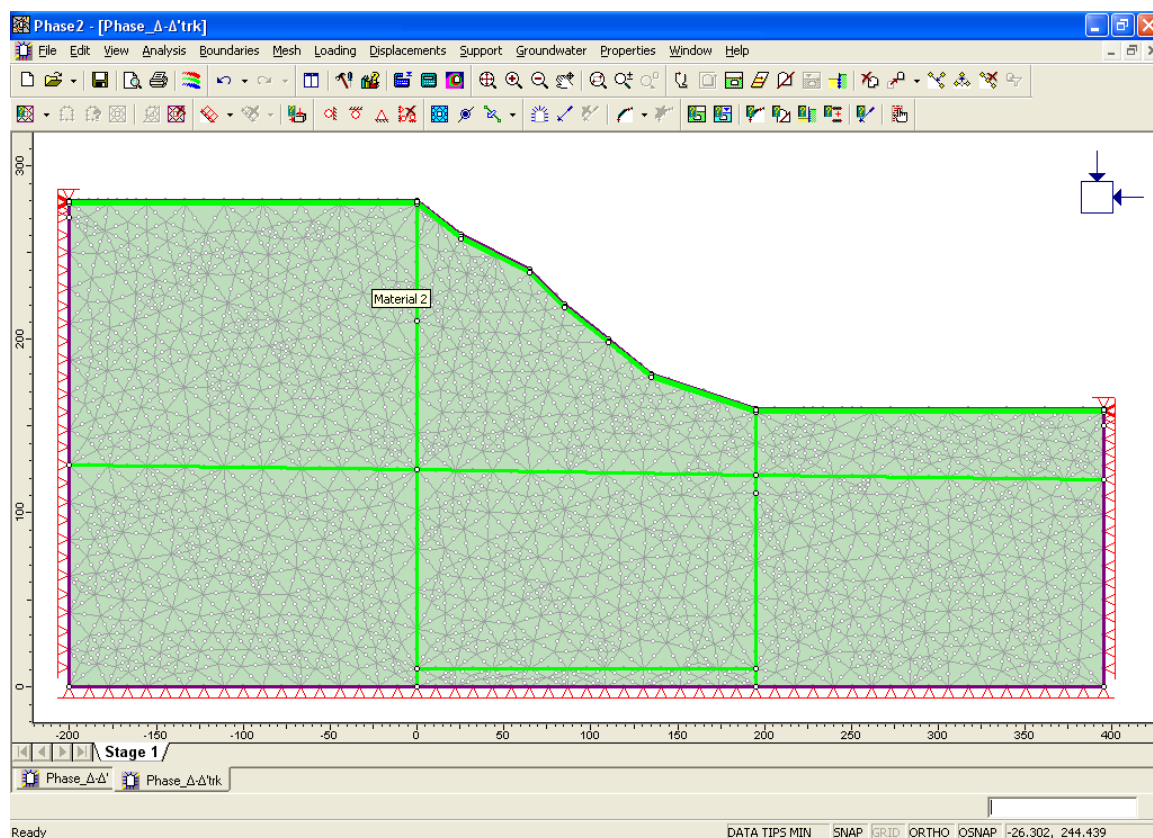 Phase2 - [Phase_Δ-Δ'trk]
File Edit View Analysis Boundaries Mesh Loading Displacements Support Groundwater Properties Window Help
300
200
100
0
Material 2
-200 -150 -100 -50 0 50 100 150 200 250 300 350 400
Stage 1
Phase_Δ-Δ' Phase_Δ-Δ'trk
Ready DATA TIPS MIN SNAP GRID ORTHO OSNAP -26.302, 244.439